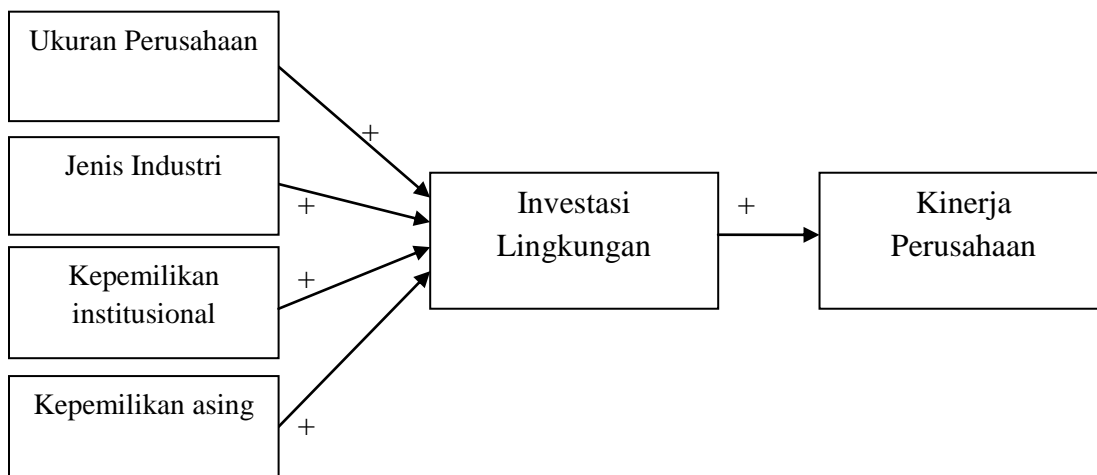 Ukuran Perusahaan
+
Jenis Industri
+
Kepemilikan
institusional
+
Kepemilikan asing
+
Investasi
Lingkungan
+
Kinerja
Perusahaan